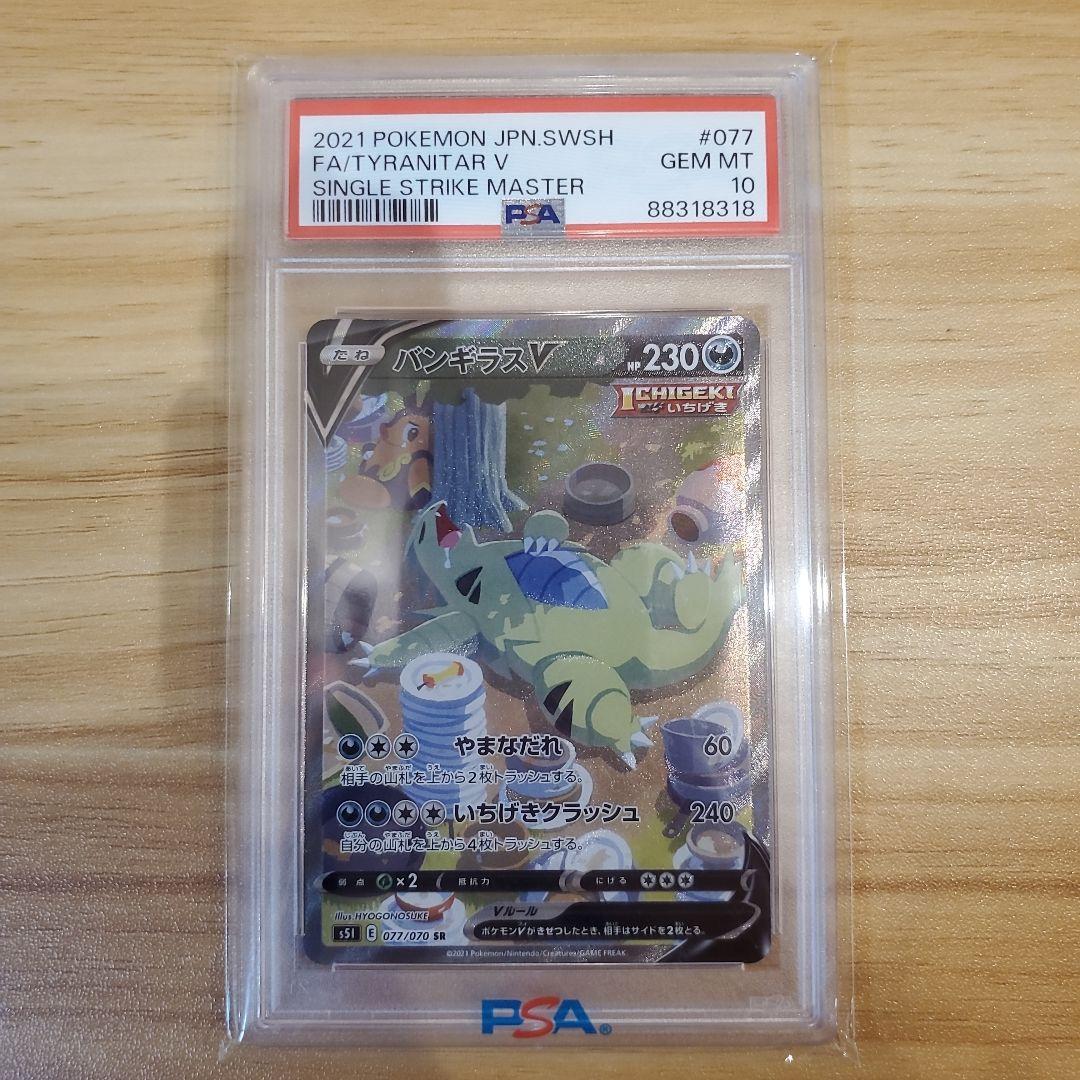 2021 POKEMON JPN.SWSH #077
FA/TYRANITAR V GEM MT
SINGLE STRIKE MASTER 10
PSA 88318318
たね バンギラスV HP 230
ICHIGEKI
いちげき
やまなだれ 60
相手の山札を上から2枚トラッシュする。
いちげきクラッシュ 240
自分の山札を上から4枚トラッシュする。
弱点 ×2 抵抗力 にげる
Illus. HYOGONOSUKE
Vルール
ポケモンVがきぜつしたとき、相手はサイドを2枚とる。
s5I E 077/070 SR
©2021 Pokémon/Nintendo/Creatures/GAME FREAK
PSA®